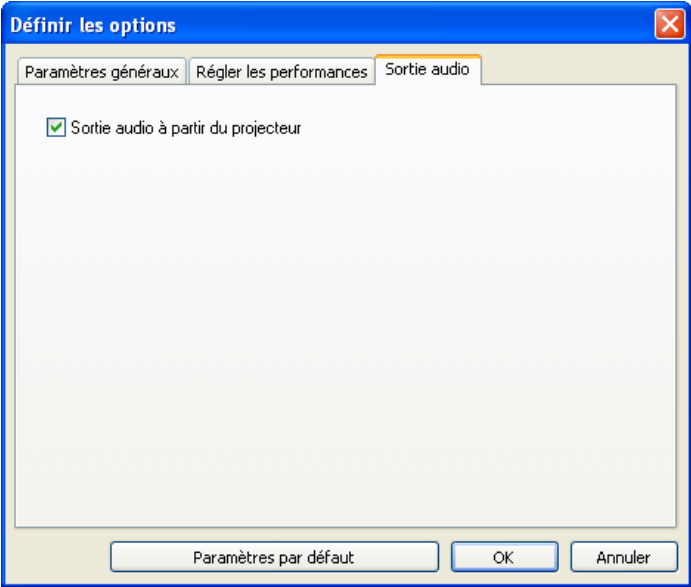 Définir les options
Paramètres généraux Régler les performances Sortie audio
Sortie audio à partir du projecteur
Paramètres par défaut OK Annuler